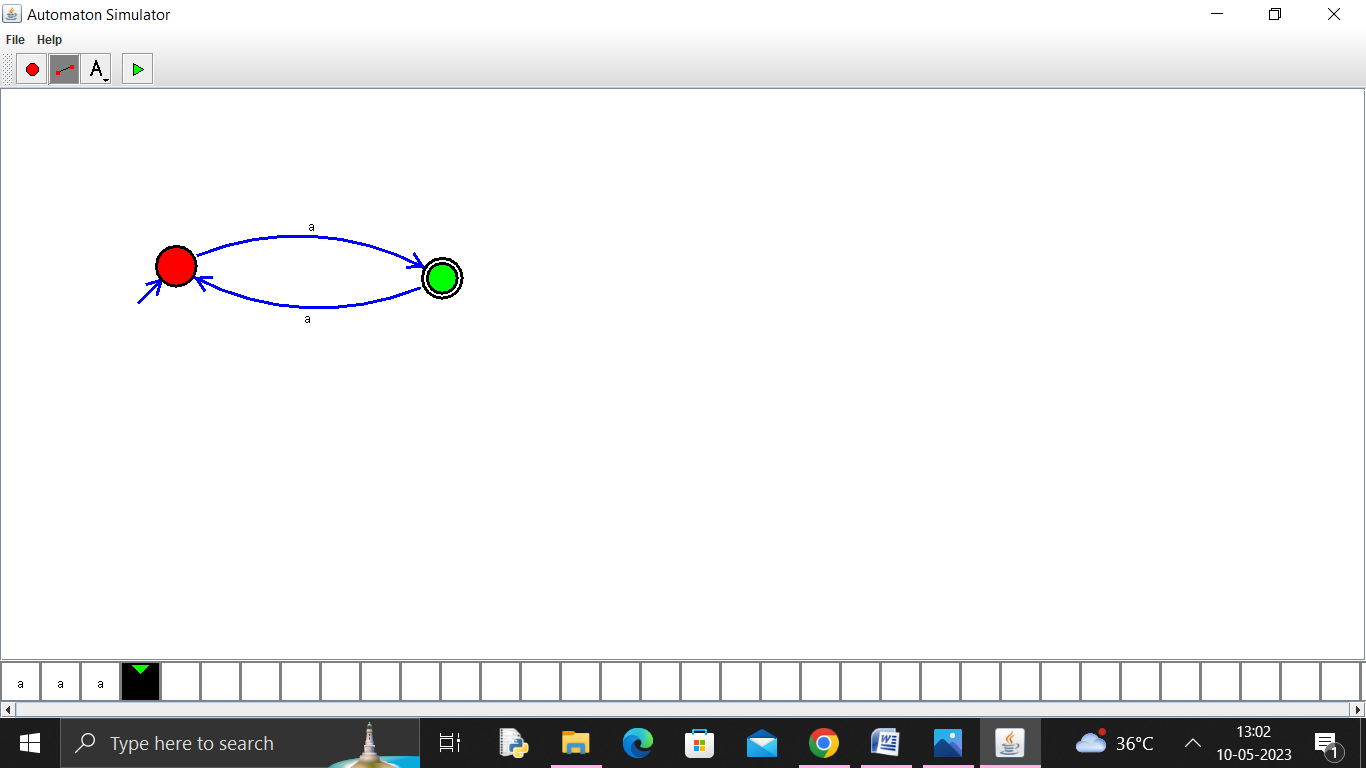 Automaton Simulator
File Help
A
a
a
a a a
Type here to search
36°C
13:02
10-05-2023
1